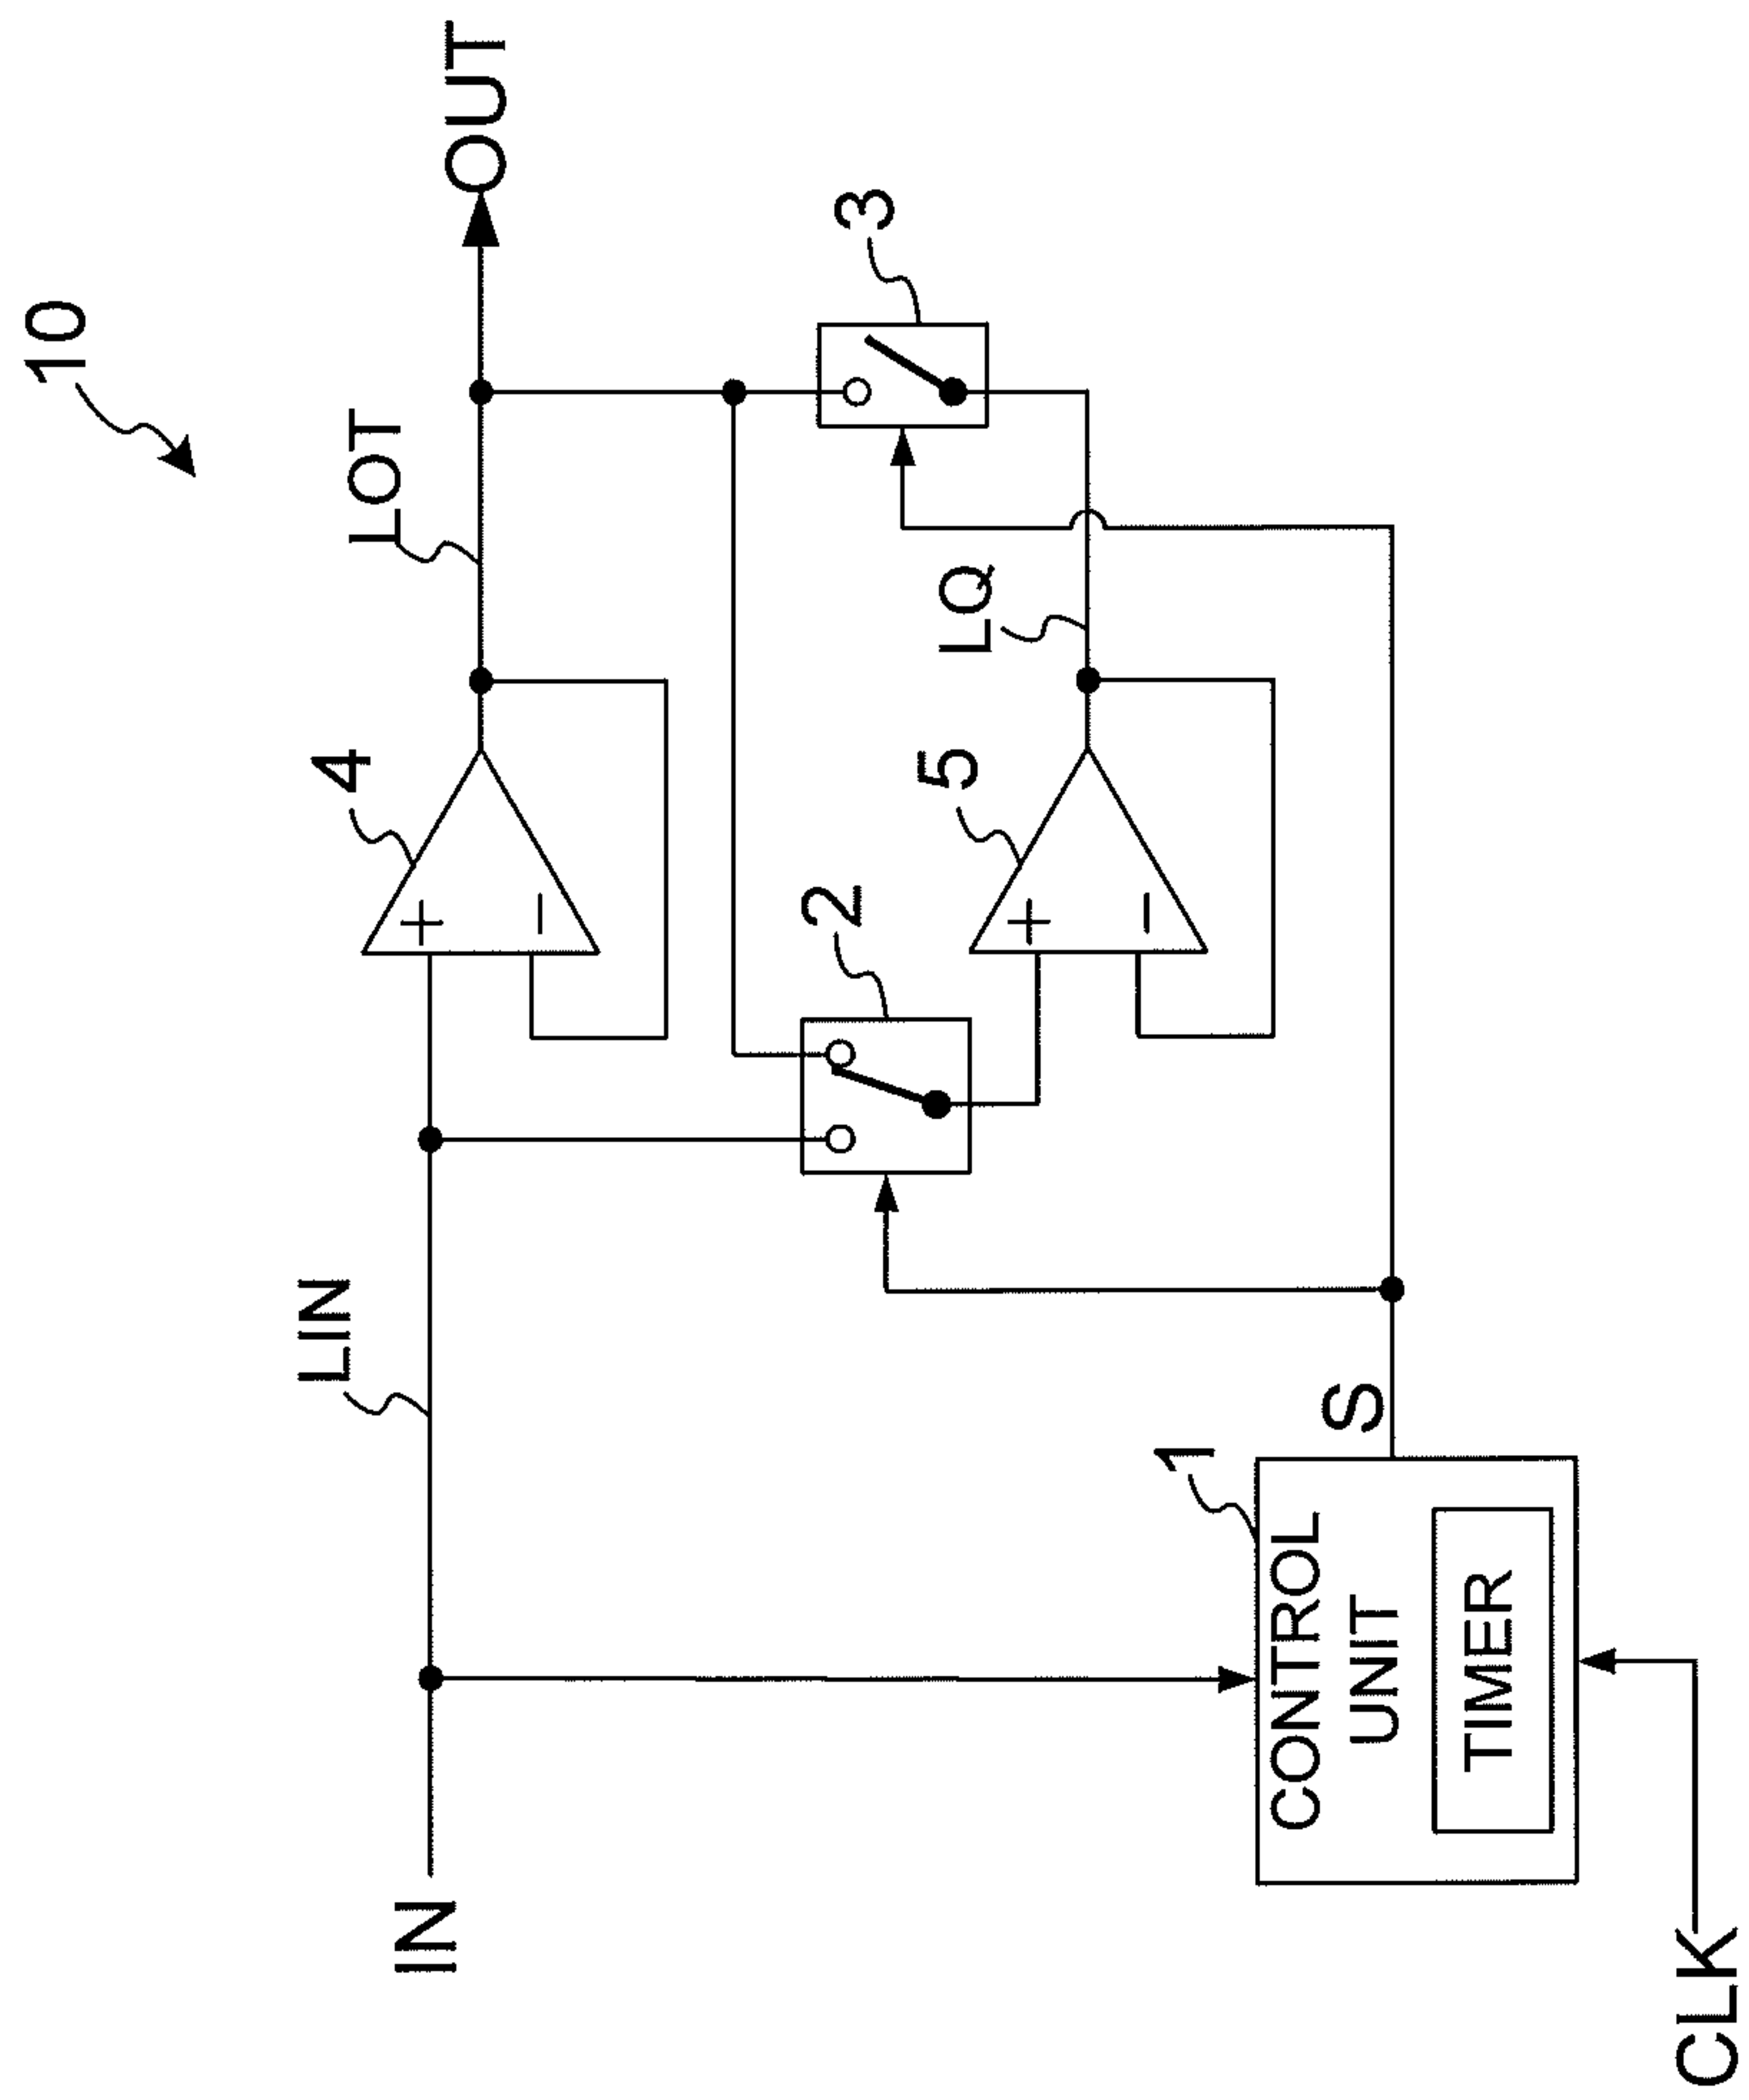 10
IN
LIN
4
+
−
LOT
OUT
2
3
5
+
−
LQ
1
CONTROL
UNIT
TIMER
S
CLK